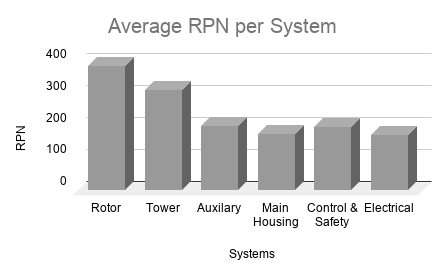 Average RPN per System
400
300
200
100
0
RPN
Rotor
Tower
Auxilary
Main
Housing
Control &
Safety
Electrical
Systems